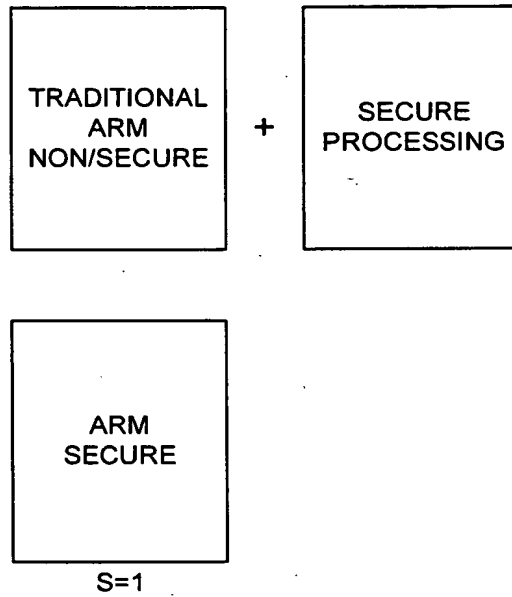 TRADITIONAL
ARM
NON/SECURE
+
SECURE
PROCESSING
ARM
SECURE
S=1